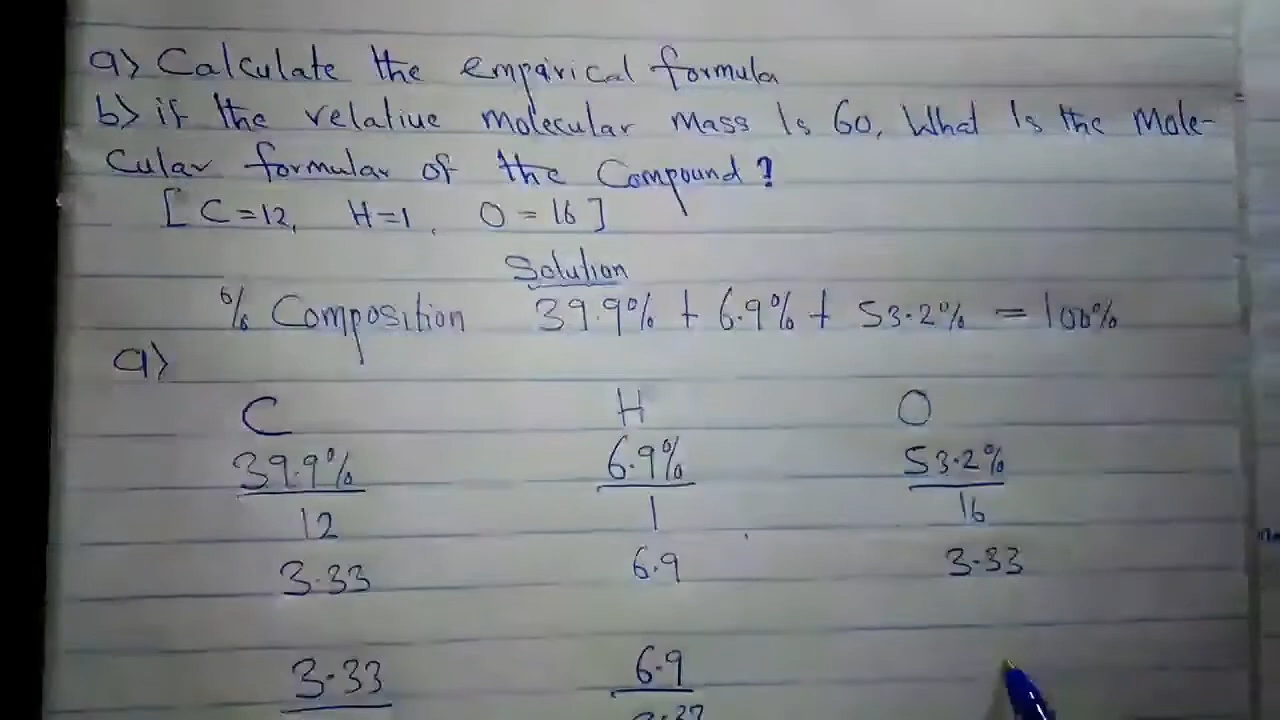 a) Calculate the empirical formula
b) if the relative molecular mass is 60, What is the Mole-
cular formular of the Compound?
[C=12, H=1, O=16]
Solution
% Composition 39.9% + 6.9% + 53.2% = 100%
a)
C H O
39.9% 6.9% 53.2%
12 1 16
3.33 6.9 3.33
3.33 6.9